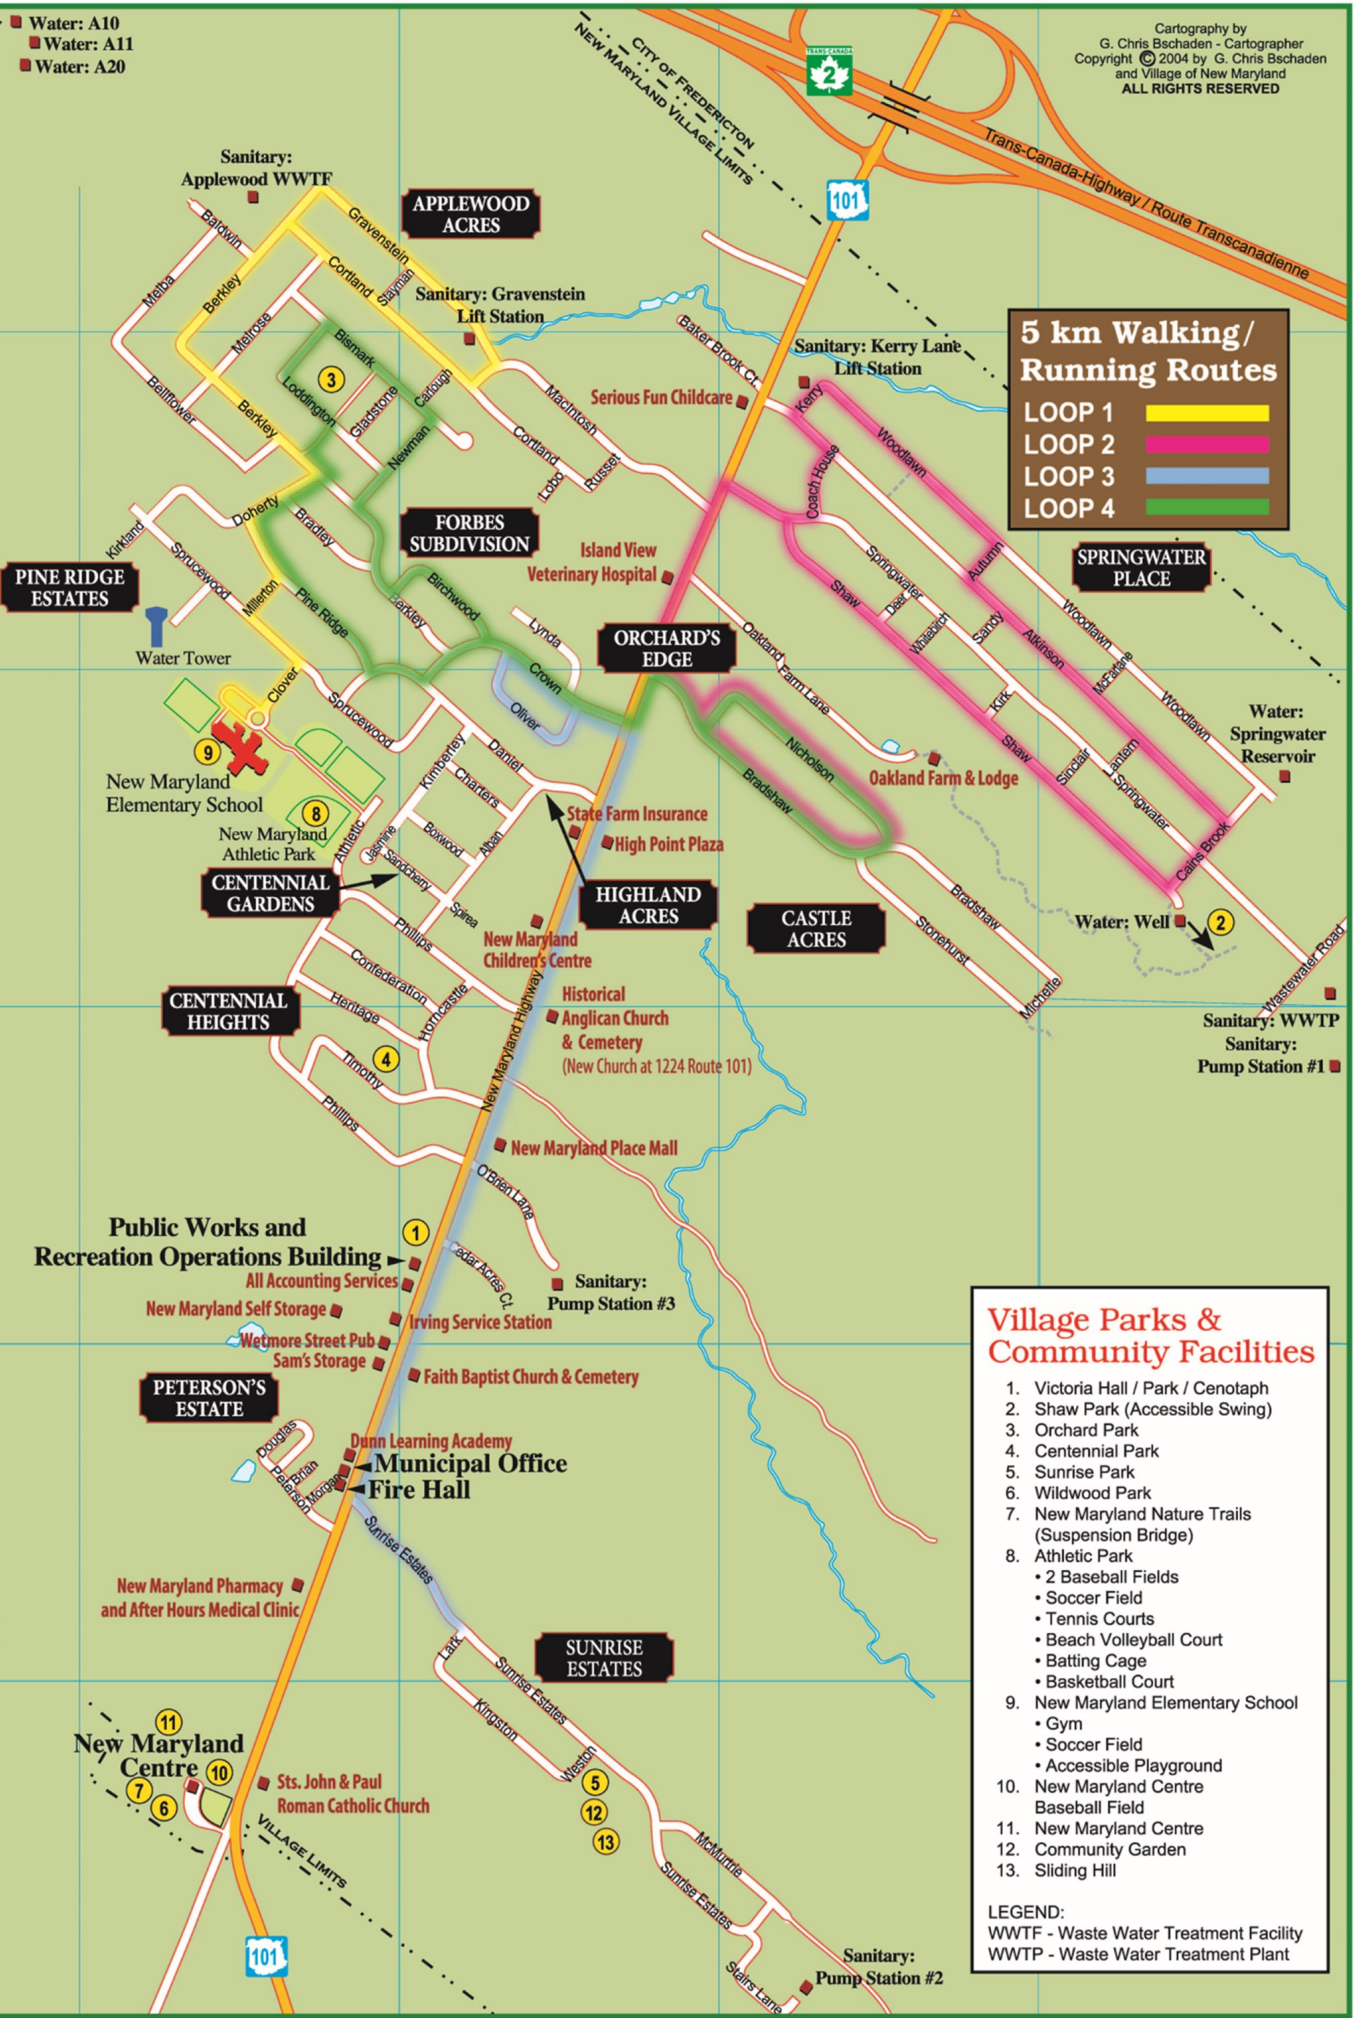 Water: A10
Water: A11
Water: A20
CITY OF FREDERICTON
NEW MARYLAND VILLAGE LIMITS
TRANS-CANADA
2
Cartography by
G. Chris Bschaden - Cartographer
Copyright © 2004 by G. Chris Bschaden
and Village of New Maryland
ALL RIGHTS RESERVED
Trans-Canada-Highway / Route Transcanadienne
101
Sanitary:
Applewood WWTF
APPLEWOOD
ACRES
Baldwin
Gravenstein
Melba
Berkley
Cortland
Slayman
Sanitary: Gravenstein
Lift Station
Melrose
Bismark
3
Loddington
Gladstone
Carlough
Bellflower
Berkley
Newman
MacIntosh
Cortland
Lobo
Russet
Baker Brook Ct.
Sanitary: Kerry Lane
Lift Station
Serious Fun Childcare
Kerry
Woodlawn
Coach House
5 km Walking/
Running Routes
LOOP 1
LOOP 2
LOOP 3
LOOP 4
Doherty
Kirkland
Sprucewood
Bradley
FORBES
SUBDIVISION
PINE RIDGE
ESTATES
Water Tower
Millerton
Pine Ridge
Berkley
Birchwood
Island View
Veterinary Hospital
Lynda
ORCHARD'S
EDGE
Oakland Farm Lane
Springwater
Shaw
Deer
Whitebirch
Autumn
Sandy
Atkinson
Woodlawn
McFarlane
Kirk
Woodlawn
SPRINGWATER
PLACE
Clover
Sprucewood
Crown
Oliver
9
New Maryland
Elementary School
8
New Maryland
Athletic Park
Athletic
Kimberley
Daniel
Charters
Boxwood
Alban
Jasmine
Sandcherry
Spirea
Nicholson
Bradshaw
Oakland Farm & Lodge
Shaw
Sinclair
Lantern
Springwater
Water:
Springwater
Reservoir
Cains Brook
State Farm Insurance
High Point Plaza
CENTENNIAL
GARDENS
HIGHLAND
ACRES
CASTLE
ACRES
Bradshaw
Stonehurst
Michelle
Water: Well
2
Wastewater Road
Sanitary: WWTP
Sanitary:
Pump Station #1
Phillips
New Maryland
Children's Centre
Confederation
Heritage
Horncastle
CENTENNIAL
HEIGHTS
Historical
Anglican Church
& Cemetery
(New Church at 1224 Route 101)
New Maryland Highway
4
Timothy
Phillips
New Maryland Place Mall
O'Brien Lane
Public Works and
Recreation Operations Building
1
Cedar Acres Ct.
All Accounting Services
New Maryland Self Storage
Irving Service Station
Wetmore Street Pub
Sam's Storage
Sanitary:
Pump Station #3
Faith Baptist Church & Cemetery
PETERSON'S
ESTATE
Douglas
Brian
Morgan
Peterson
Dunn Learning Academy
Municipal Office
Fire Hall
Sunrise Estates
New Maryland Pharmacy
and After Hours Medical Clinic
Lark
SUNRISE
ESTATES
Sunrise Estates
Kingston
Weston
5
12
13
11
New Maryland
Centre
10
7
6
Sts. John & Paul
Roman Catholic Church
VILLAGE LIMITS
McMurtrie
Sunrise Estates
101
Stairs Lane
Sanitary:
Pump Station #2
Village Parks &
Community Facilities
1. Victoria Hall / Park / Cenotaph
2. Shaw Park (Accessible Swing)
3. Orchard Park
4. Centennial Park
5. Sunrise Park
6. Wildwood Park
7. New Maryland Nature Trails
(Suspension Bridge)
8. Athletic Park
• 2 Baseball Fields
• Soccer Field
• Tennis Courts
• Beach Volleyball Court
• Batting Cage
• Basketball Court
9. New Maryland Elementary School
• Gym
• Soccer Field
• Accessible Playground
10. New Maryland Centre
Baseball Field
11. New Maryland Centre
12. Community Garden
13. Sliding Hill
LEGEND:
WWTF - Waste Water Treatment Facility
WWTP - Waste Water Treatment Plant